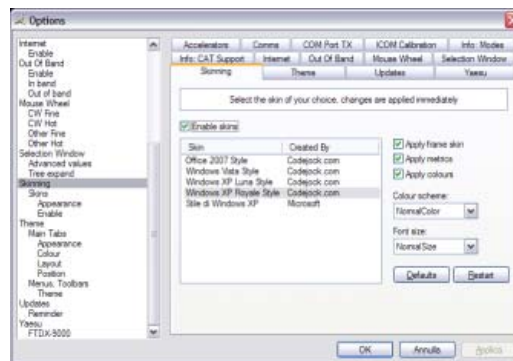 Options
Internet
Enable
Out Of Band
Enable
In band
Out of band
Mouse Wheel
CW Fine
CW Hot
Other Fine
Other Hot
Selection Window
Advanced values
Tree expand
Skinning
Skins
Appearance
Enable
Theme
Main Tabs
Appearance
Colour
Layout
Position
Menus, Toolbars
Theme
Updates
Reminder
Yaesu
FTDX-9000
Accelerators Comms COM Port TX ICOM Calibration Info: Modes
Info: CAT Support Internet Out Of Band Mouse Wheel Selection Window
Skinning Theme Updates Yaesu
Select the skin of your choice, changes are applied immediately
Enable skins
Skin Created By
Office 2007 Style Codejock.com
Windows Vista Style Codejock.com
Windows XP Luna Style Codejock.com
Windows XP Royale Style Codejock.com
Stile di Windows XP Microsoft
Apply frame skin
Apply metrics
Apply colours
Colour scheme:
NormalColor
Font size:
NormalSize
Defaults Restart
OK Annulla Applica